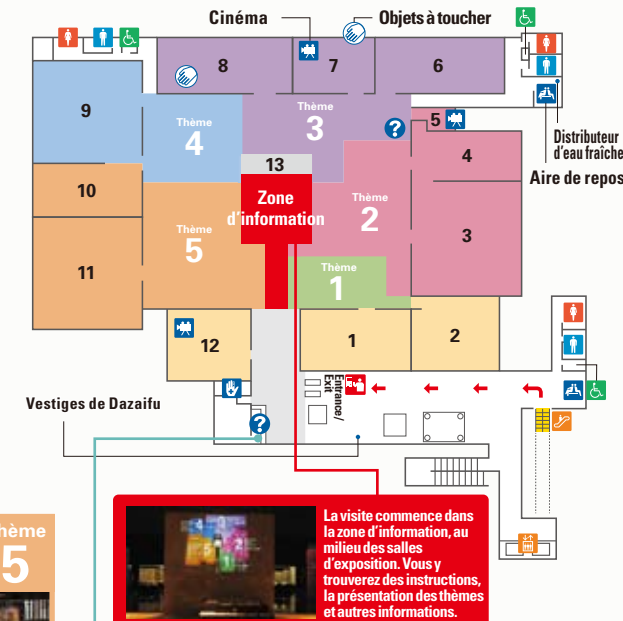 Cinéma
Objets à toucher
8
7
6
9
Thème
4
Thème
3
5
4
Distributeur
d'eau fraîche
13
Aire de repos
10
Zone
d'information
Thème
2
Thème
5
3
11
Thème
1
12
1
2
Entrance /
Exit
Vestiges de Dazaifu
hème
5
La visite commence dans
la zone d'information, au
milieu des salles
d'exposition. Vous y
trouverez des instructions,
la présentation des thèmes
et autres informations.